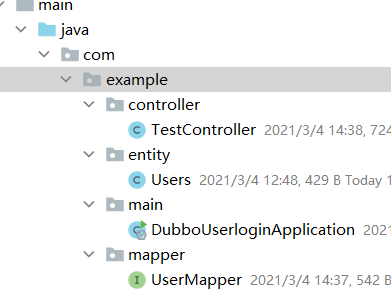 main
java
com
example
controller
TestController 2021/3/4 14:38, 724
entity
Users 2021/3/4 12:48, 429 B Today 1
main
DubboUserloginApplication 2021
mapper
UserMapper 2021/3/4 14:37, 542 B